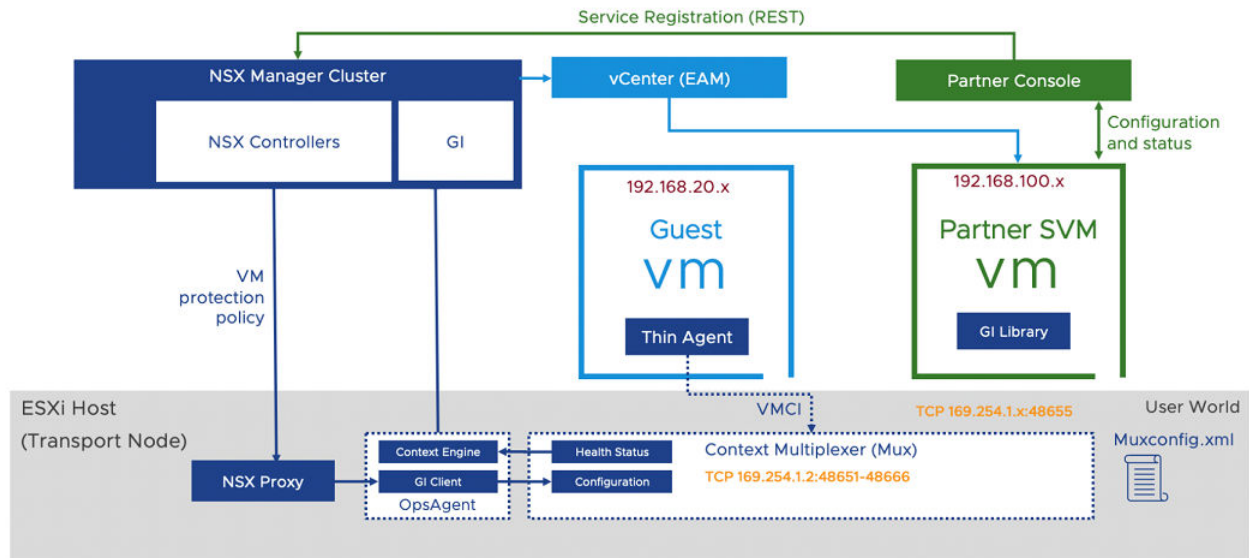 Service Registration (REST)
NSX Manager Cluster
vCenter (EAM)
Partner Console
NSX Controllers
GI
Configuration
and status
192.168.20.x
192.168.100.x
Guest
vm
Partner SVM
vm
VM
protection
policy
Thin Agent
GI Library
ESXi Host
(Transport Node)
VMCI
TCP 169.254.1.x:48655
User World
Context Engine
Health Status
Context Multiplexer (Mux)
Muxconfig.xml
NSX Proxy
GI Client
Configuration
TCP 169.254.1.2:48651-48666
OpsAgent